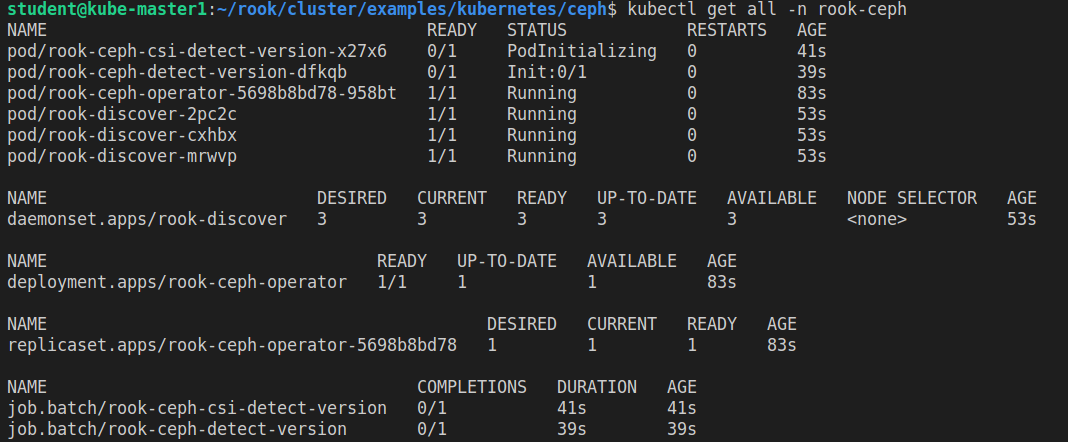 student@kube-master1:~/rook/cluster/examples/kubernetes/ceph$ kubectl get all -n rook-ceph
NAME READY STATUS RESTARTS AGE
pod/rook-ceph-csi-detect-version-x27x6 0/1 PodInitializing 0 41s
pod/rook-ceph-detect-version-dfkqb 0/1 Init:0/1 0 39s
pod/rook-ceph-operator-5698b8bd78-958bt 1/1 Running 0 83s
pod/rook-discover-2pc2c 1/1 Running 0 53s
pod/rook-discover-cxhbx 1/1 Running 0 53s
pod/rook-discover-mrwvp 1/1 Running 0 53s
NAME DESIRED CURRENT READY UP-TO-DATE AVAILABLE NODE SELECTOR AGE
daemonset.apps/rook-discover 3 3 3 3 3 <none> 53s
NAME READY UP-TO-DATE AVAILABLE AGE
deployment.apps/rook-ceph-operator 1/1 1 1 83s
NAME DESIRED CURRENT READY AGE
replicaset.apps/rook-ceph-operator-5698b8bd78 1 1 1 83s
NAME COMPLETIONS DURATION AGE
job.batch/rook-ceph-csi-detect-version 0/1 41s 41s
job.batch/rook-ceph-detect-version 0/1 39s 39s